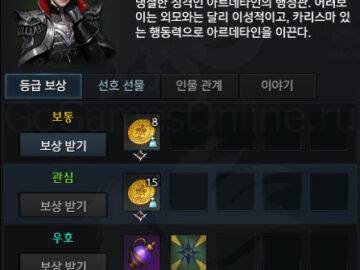 냉철한 성격인 아르데타인의 행정관. 어려보
이는 외모와는 달리 이성적이고, 카리스마 있
는 행동력으로 아르데타인을 이끈다.
등급 보상 선호 선물 인물 관계 이야기
보통
8
보상 받기
관심
15
보상 받기
우호